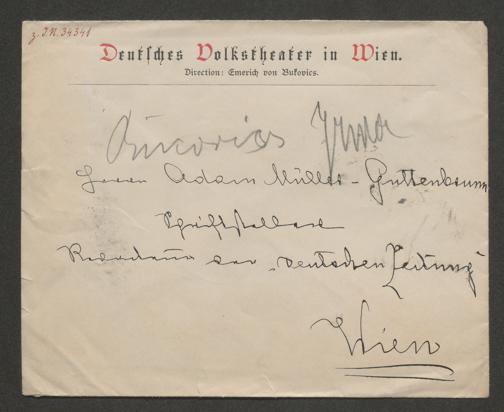 z. I.N. 34341
Deutsches Volkstheater in Wien.
Direction: Emerich von Bukovics.
Bukovics Irma
Herrn Adam Müller-Guttenbrunn
Schriftsteller
der „Deutschen Zeitung"
Wien